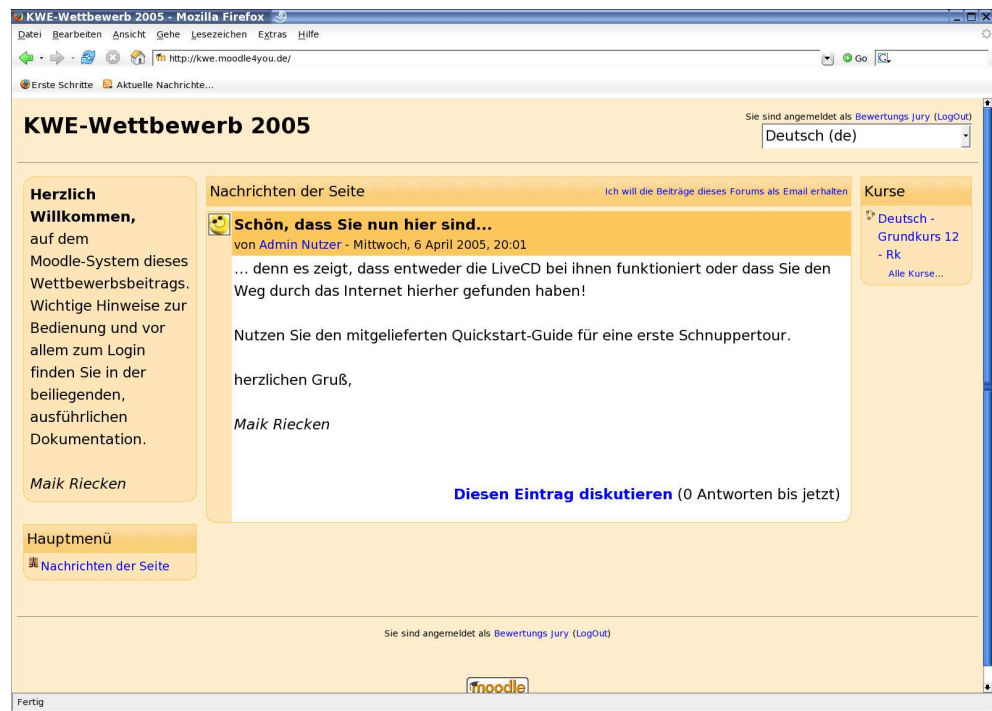 KWE-Wettbewerb 2005 - Mozilla Firefox
Datei Bearbeiten Ansicht Gehe Lesezeichen Extras Hilfe
http://kwe.moodle4you.de/ Go
Erste Schritte Aktuelle Nachrichte...
KWE-Wettbewerb 2005
Sie sind angemeldet als Bewertungs Jury (LogOut)
Deutsch (de)
Herzlich
Willkommen,
auf dem
Moodle-System dieses
Wettbewerbsbeitrags.
Wichtige Hinweise zur
Bedienung und vor
allem zum Login
finden Sie in der
beiliegenden,
ausführlichen
Dokumentation.
Maik Riecken
Hauptmenü
Nachrichten der Seite
Nachrichten der Seite Ich will die Beiträge dieses Forums als Email erhalten
Schön, dass Sie nun hier sind...
von Admin Nutzer - Mittwoch, 6 April 2005, 20:01
... denn es zeigt, dass entweder die LiveCD bei ihnen funktioniert oder dass Sie den
Weg durch das Internet hierher gefunden haben!
Nutzen Sie den mitgelieferten Quickstart-Guide für eine erste Schnuppertour.
herzlichen Gruß,
Maik Riecken
Diesen Eintrag diskutieren (0 Antworten bis jetzt)
Kurse
Deutsch -
Grundkurs 12
- Rk
Alle Kurse...
Sie sind angemeldet als Bewertungs Jury (LogOut)
moodle
Fertig